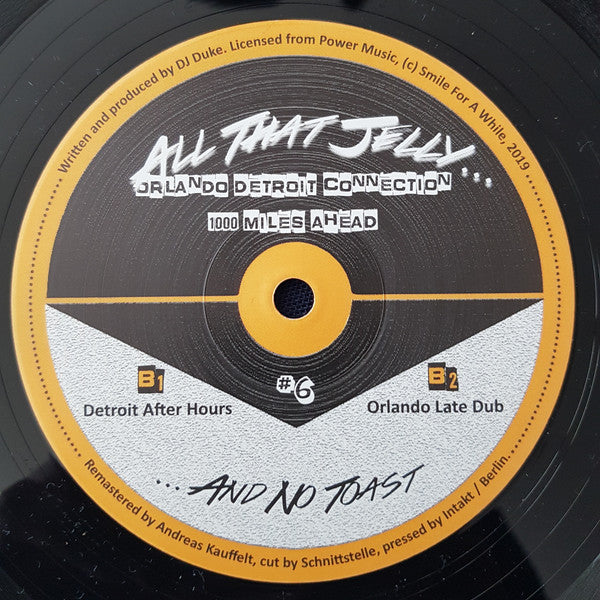 Written and produced by DJ Duke. Licensed from Power Music, (c) Smile For A While, 2019
ALL THAT JELLY...
ORLANDO DETROIT CONNECTION
1000 MILES AHEAD
B1
Detroit After Hours
#6
B2
Orlando Late Dub
...AND NO TOAST
Remastered by Andreas Kauffelt, cut by Schnittstelle, pressed by Intakt / Berlin.